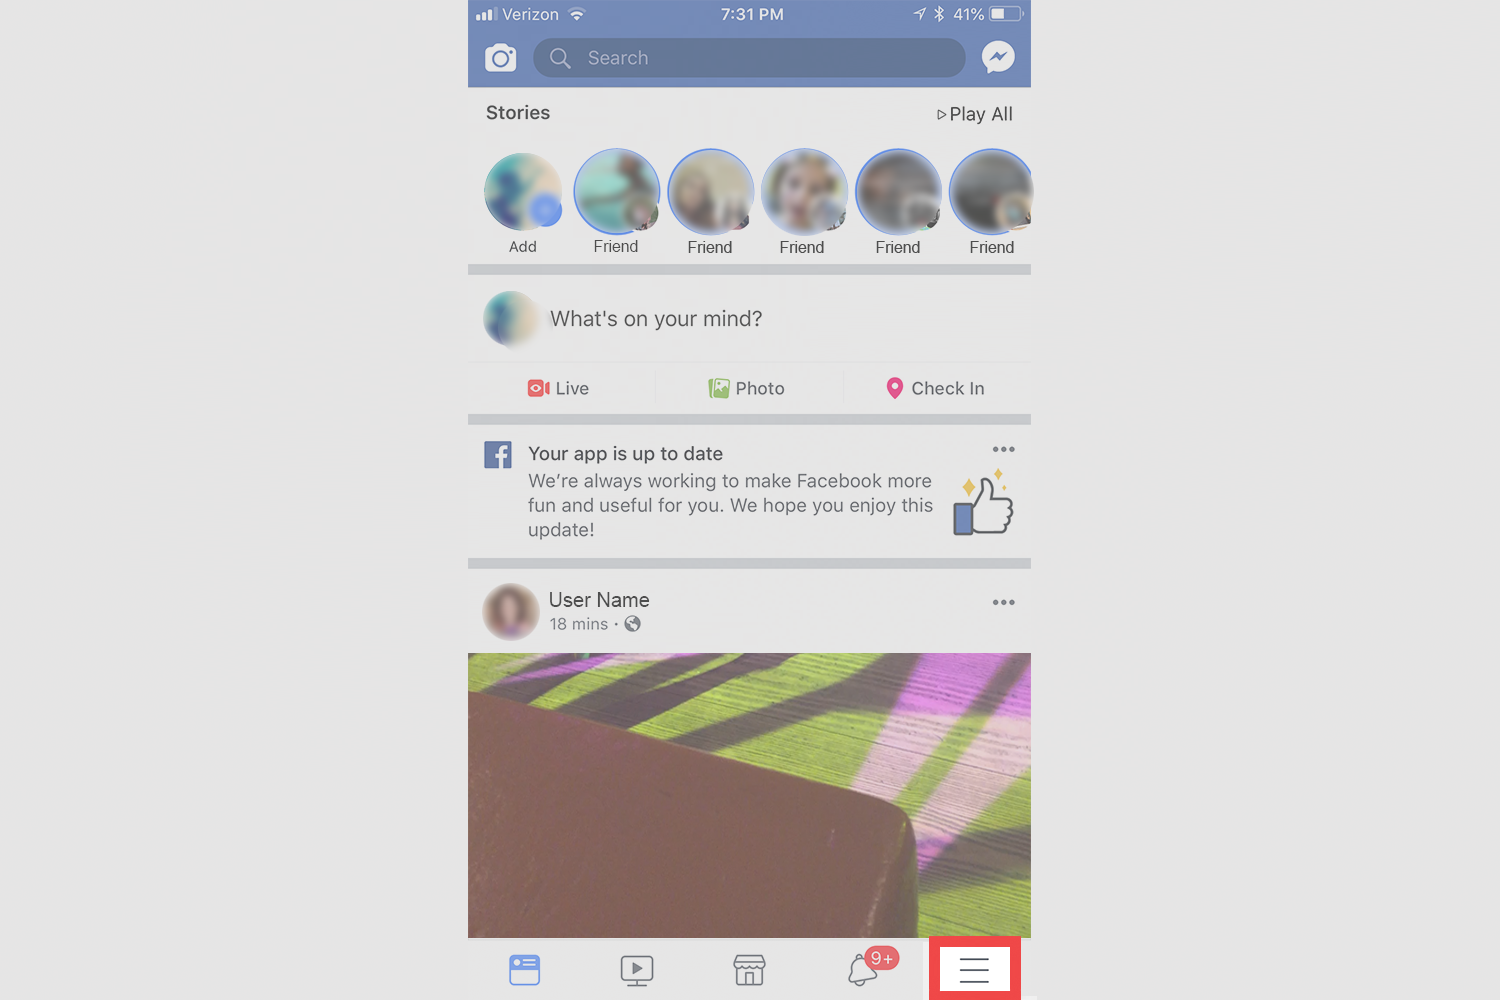 Verizon 7:31 PM 41%
Search
Stories
Play All
Add Friend Friend Friend Friend Friend
What's on your mind?
Live Photo Check In
Your app is up to date
We're always working to make Facebook more
fun and useful for you. We hope you enjoy this
update!
User Name
18 mins ·
9+